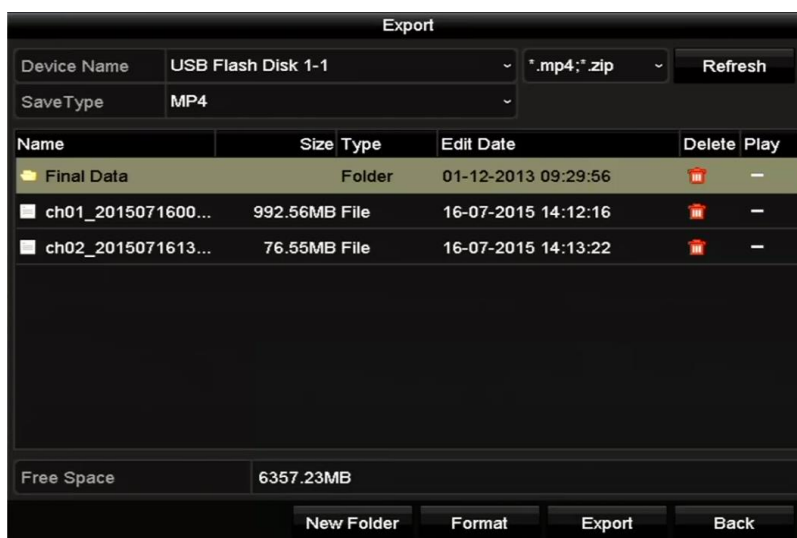 Export
Device Name USB Flash Disk 1-1 *.mp4;*.zip Refresh
SaveType MP4
Name Size Type Edit Date Delete Play
Final Data Folder 01-12-2013 09:29:56
ch01_2015071600... 992.56MB File 16-07-2015 14:12:16
ch02_2015071613... 76.55MB File 16-07-2015 14:13:22
Free Space 6357.23MB
New Folder Format Export Back